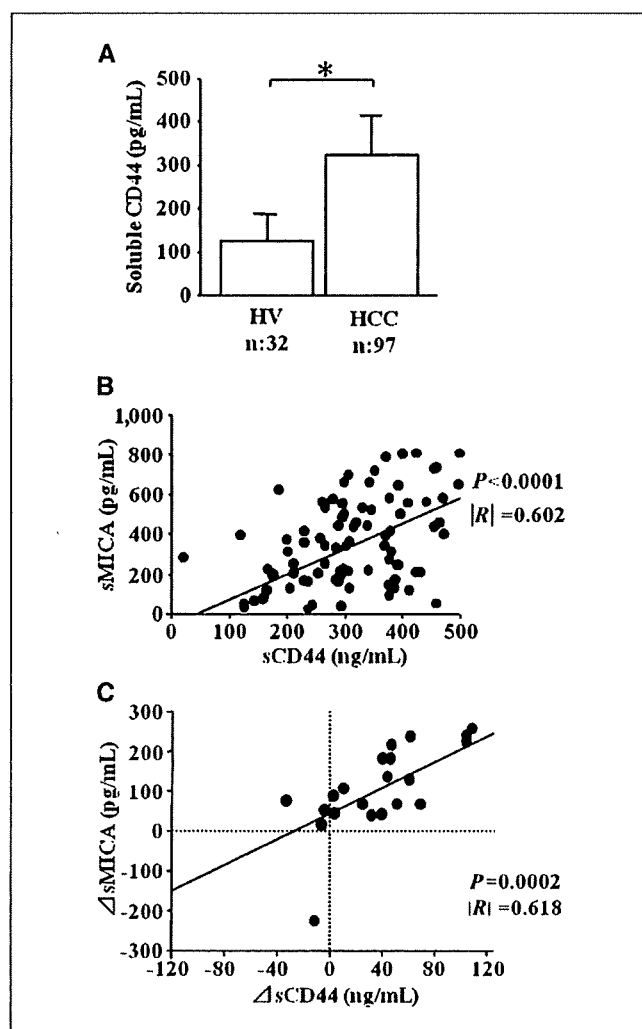 A
*
Soluble CD44 (pg/mL)
500
400
300
200
100
0
HV
n:32
HCC
n:97
B
sMICA (pg/mL)
1,000
800
600
400
200
0
0
100
200
300
400
500
sCD44 (ng/mL)
P<0.0001
|R| =0.602
C
⊿sMICA (pg/mL)
300
200
100
0
-100
-200
-300
-120
-80
-40
0
40
80
120
⊿sCD44 (ng/mL)
P=0.0002
|R| =0.618